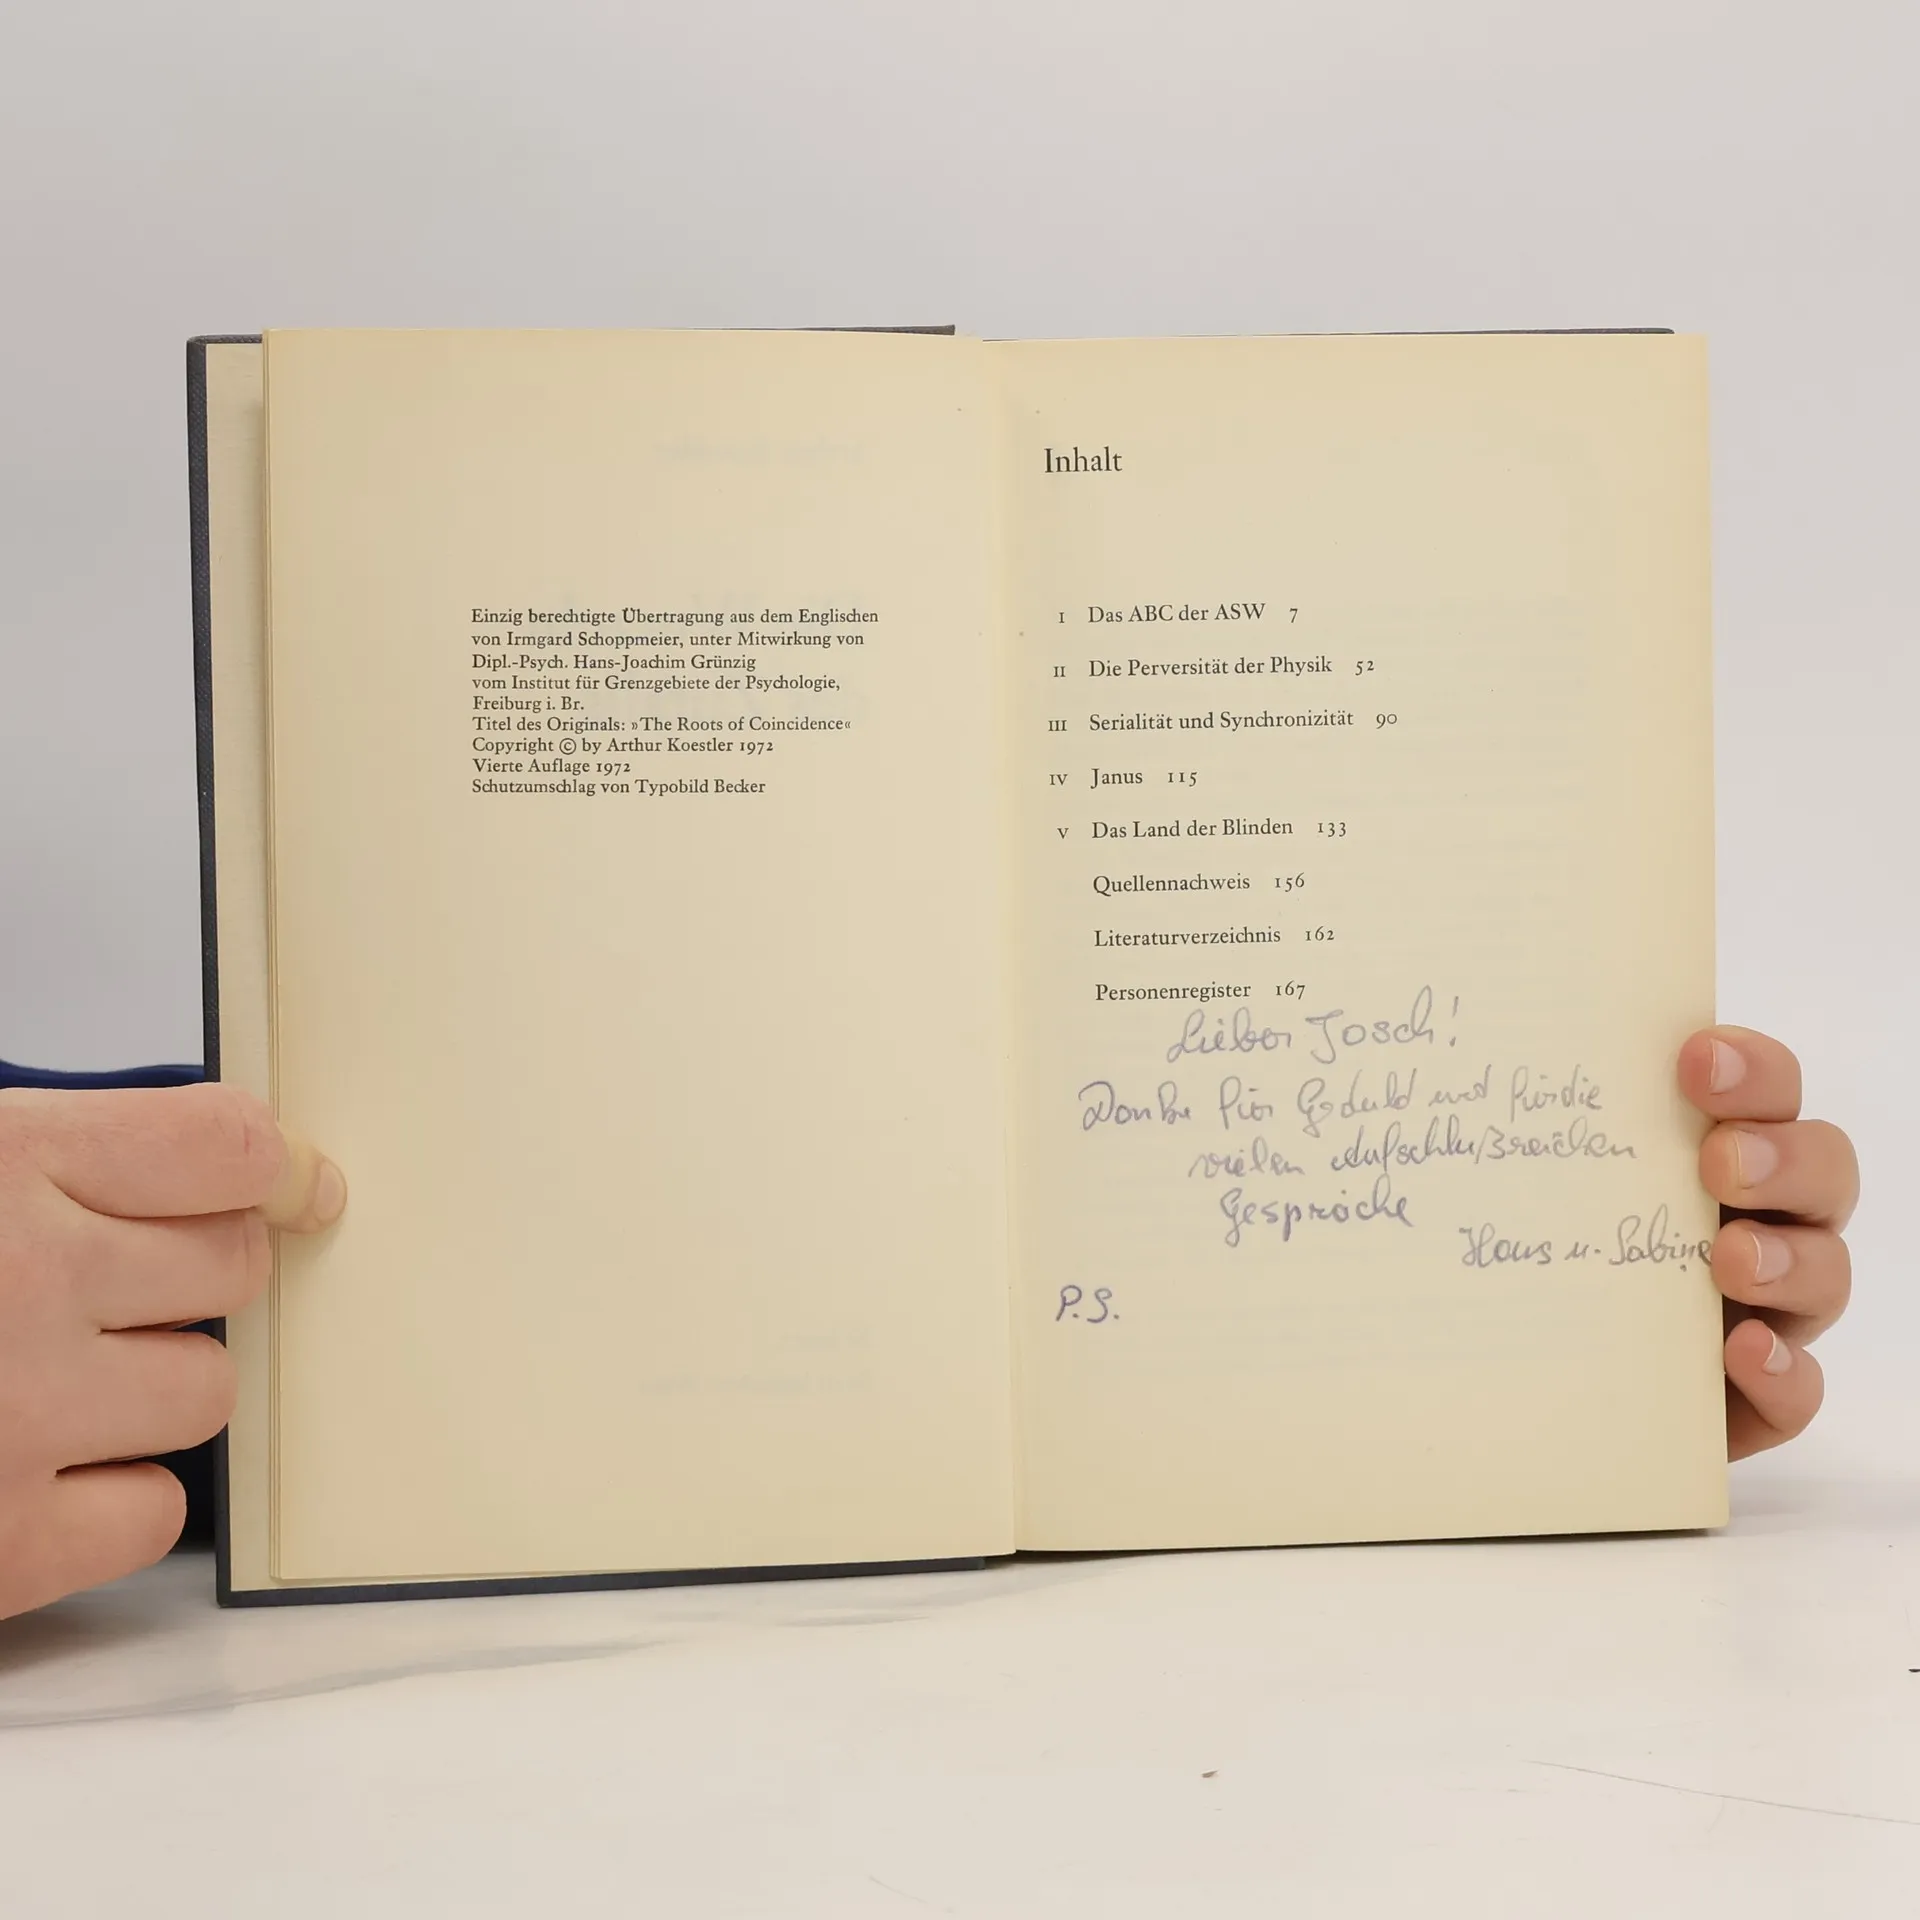 Einzig berechtigte Übertragung aus dem Englischen
von Irmgard Schoppmeier, unter Mitwirkung von
Dipl.-Psych. Hans-Joachim Grünzig
vom Institut für Grenzgebiete der Psychologie,
Freiburg i. Br.
Titel des Originals: »The Roots of Coincidence«
Copyright © by Arthur Koestler 1972
Vierte Auflage 1972
Schutzumschlag von Typobild Becker
Inhalt
I Das ABC der ASW 7
II Die Perversität der Physik 52
III Serialität und Synchronizität 90
IV Janus 115
V Das Land der Blinden 133
Quellennachweis 156
Literaturverzeichnis 162
Personenregister 167
Lieber Josch!
Danke für Geduld und für die
vielen Aufschlußreichen
Gespräche
Hans u. Sabine
P.S.